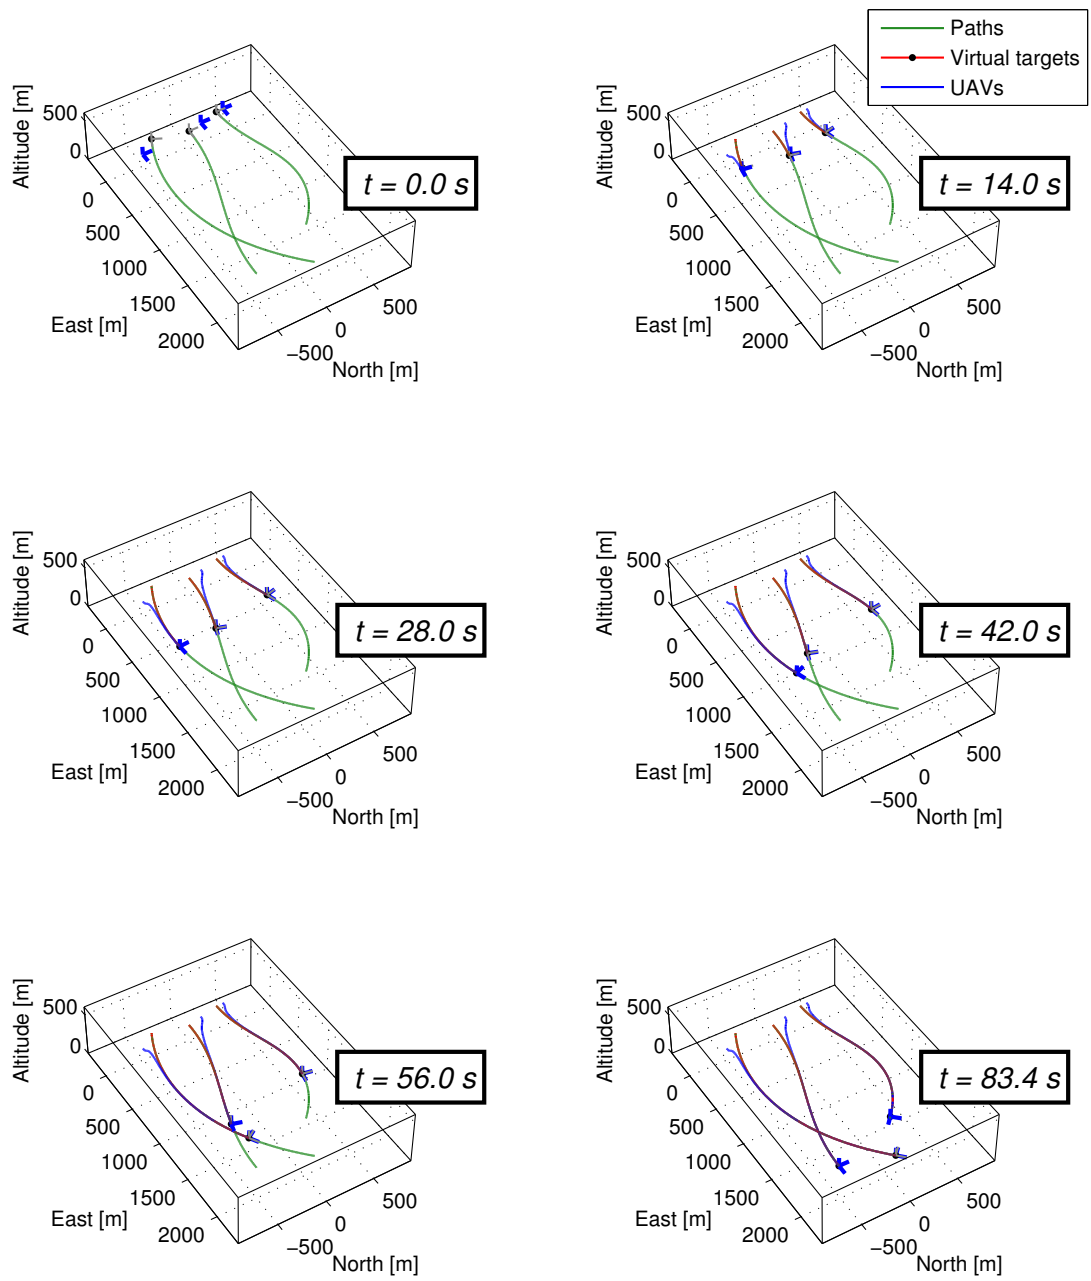 Paths
Virtual targets
UAVs
500
0
Altitude [m]
0
500
1000
1500
2000
East [m]
−500
0
500
North [m]
t = 0.0 s
500
0
Altitude [m]
0
500
1000
1500
2000
East [m]
−500
0
500
North [m]
t = 14.0 s
500
0
Altitude [m]
0
500
1000
1500
2000
East [m]
−500
0
500
North [m]
t = 28.0 s
500
0
Altitude [m]
0
500
1000
1500
2000
East [m]
−500
0
500
North [m]
t = 42.0 s
500
0
Altitude [m]
0
500
1000
1500
2000
East [m]
−500
0
500
North [m]
t = 56.0 s
500
0
Altitude [m]
0
500
1000
1500
2000
East [m]
−500
0
500
North [m]
t = 83.4 s